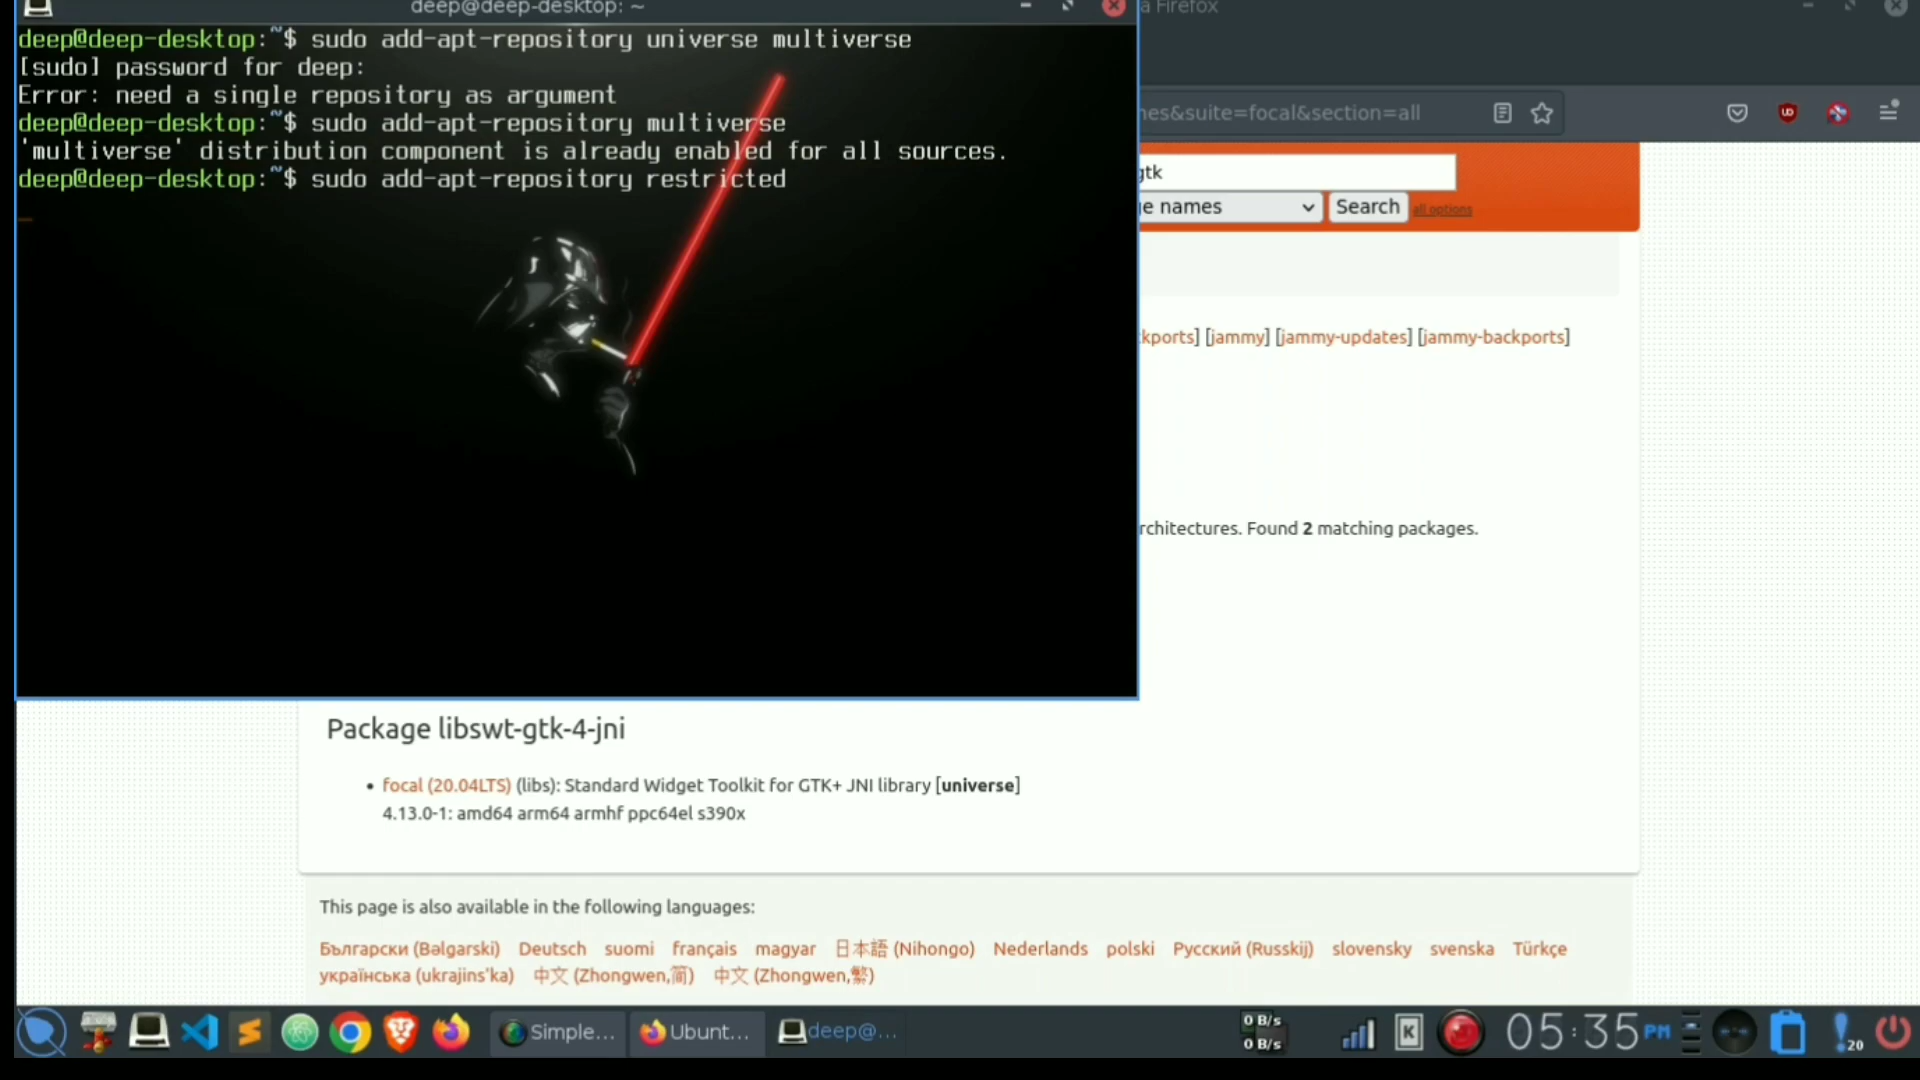 deep@deep-desktop: ~
deep@deep-desktop:~$ sudo add-apt-repository universe multiverse
[sudo] password for deep:
Error: need a single repository as argument
deep@deep-desktop:~$ sudo add-apt-repository multiverse
'multiverse' distribution component is already enabled for all sources.
deep@deep-desktop:~$ sudo add-apt-repository restricted
a Firefox
nes&suite=focal&section=all
gtk
ge names
Search
all options
kports] [jammy] [jammy-updates] [jammy-backports]
rchitectures. Found 2 matching packages.
Package libswt-gtk-4-jni
• focal (20.04LTS) (libs): Standard Widget Toolkit for GTK+ JNI library [universe]
4.13.0-1: amd64 arm64 armhf ppc64el s390x
This page is also available in the following languages:
Български (Bəlgarski) Deutsch suomi français magyar 日本語 (Nihongo) Nederlands polski Русский (Russkij) slovensky svenska Türkçe
українська (ukrajins'ka) 中文 (Zhongwen,简) 中文 (Zhongwen,繁)
Simple...
Ubunt...
deep@...
0 B/s
0 B/s
K
05:35 PM
20